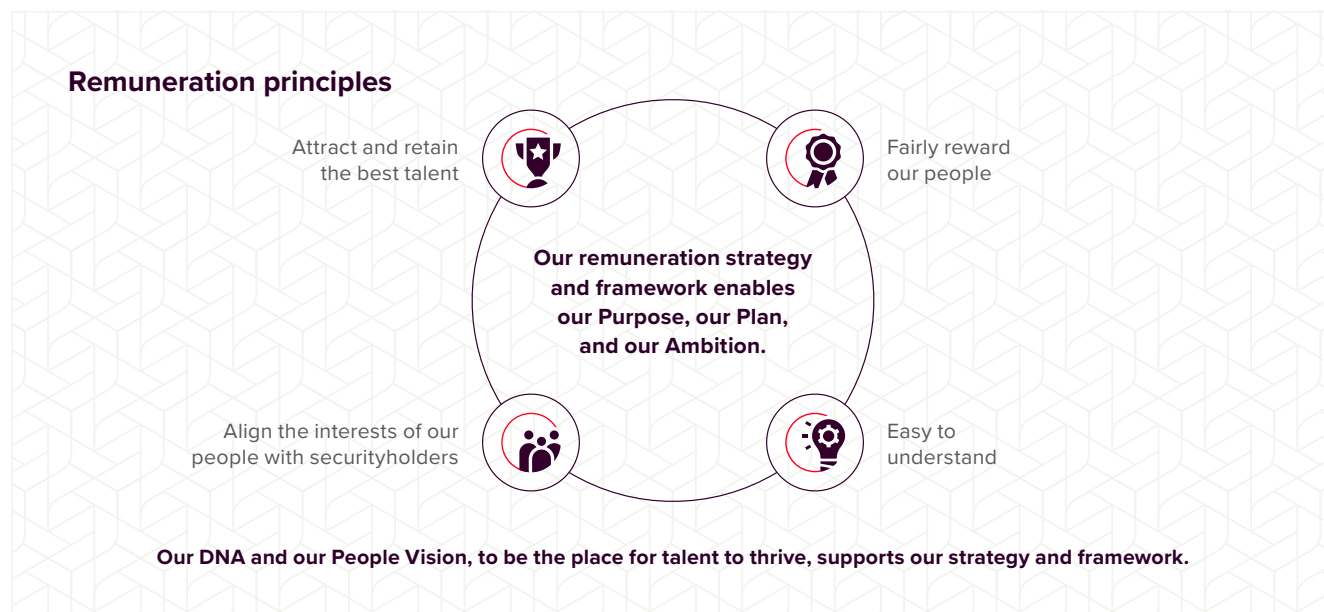 Remuneration principles
Attract and retain
the best talent
Fairly reward
our people
Our remuneration strategy
and framework enables
our Purpose, our Plan,
and our Ambition.
Align the interests of our
people with securityholders
Easy to
understand
Our DNA and our People Vision, to be the place for talent to thrive, supports our strategy and framework.